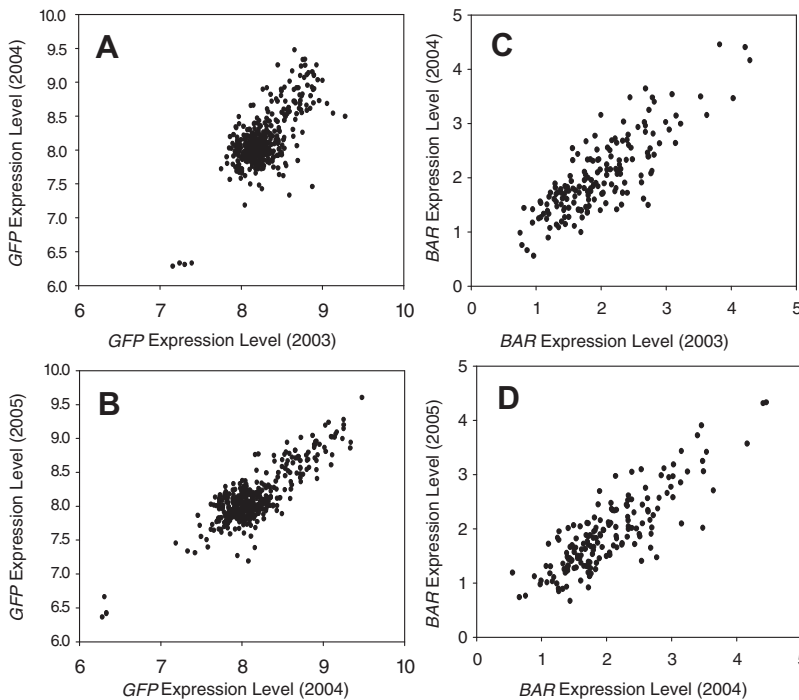 A
GFP Expression Level (2004)
10.0
9.5
9.0
8.5
8.0
7.5
7.0
6.5
6.0
6 7 8 9 10
GFP Expression Level (2003)
C
BAR Expression Level (2004)
5
4
3
2
1
0
0 1 2 3 4 5
BAR Expression Level (2003)
B
GFP Expression Level (2005)
10.0
9.5
9.0
8.5
8.0
7.5
7.0
6.5
6.0
6 7 8 9 10
GFP Expression Level (2004)
D
BAR Expression Level (2005)
5
4
3
2
1
0
0 1 2 3 4 5
BAR Expression Level (2004)